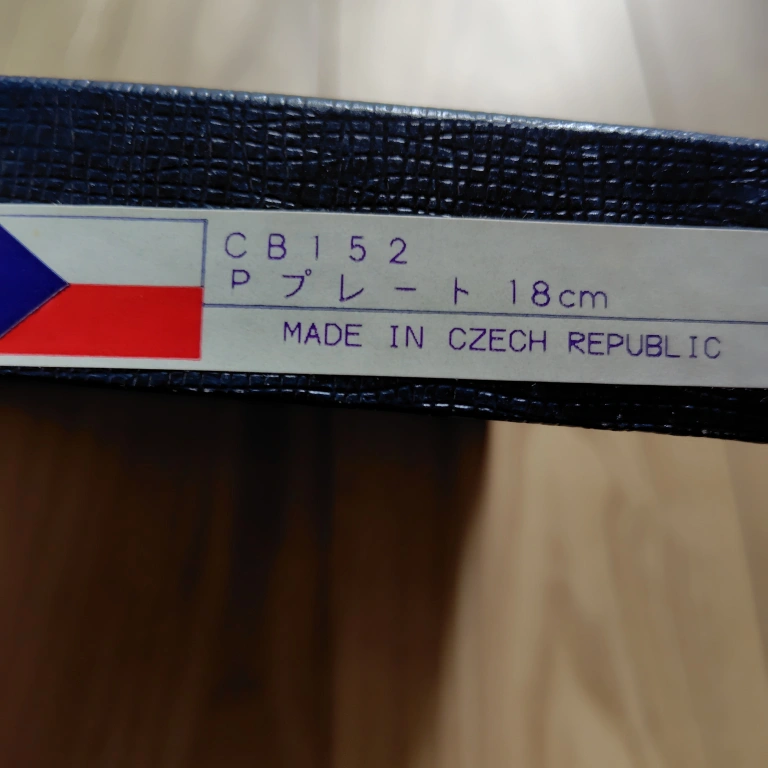 CB152
Pプレート 18cm
MADE IN CZECH REPUBLIC